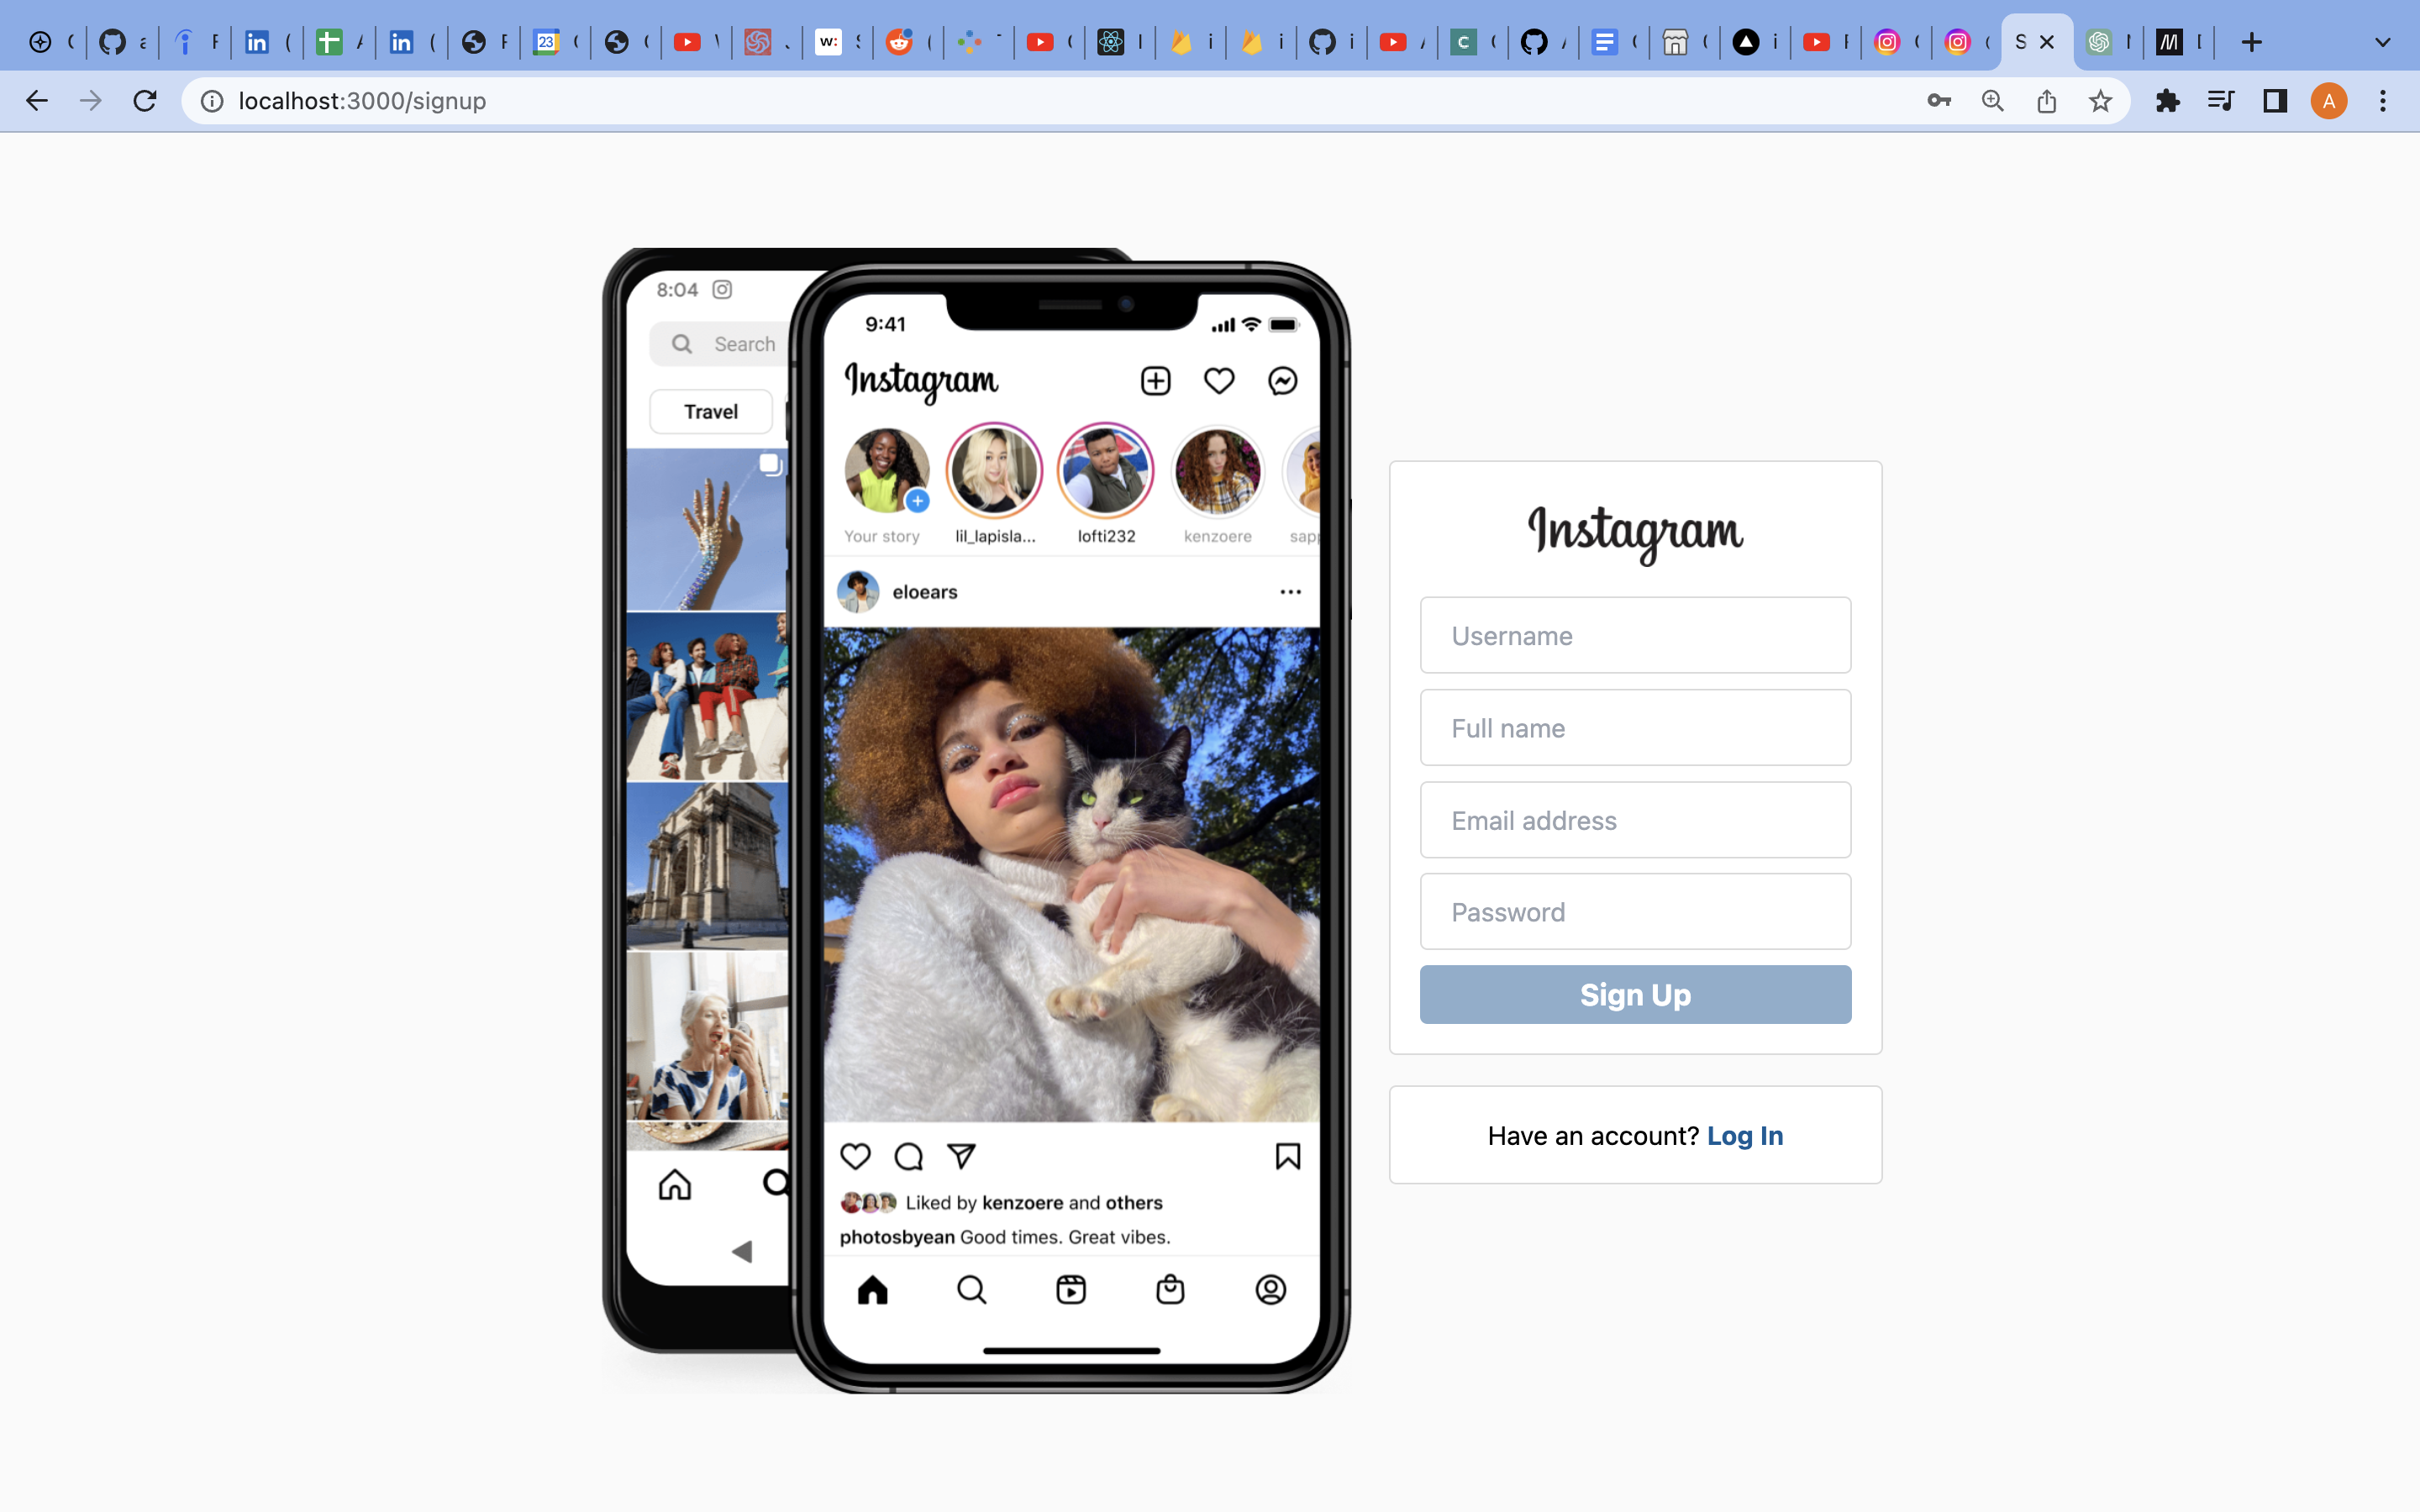 23
w:
C
S
localhost:3000/signup
A
8:04
Search
Travel
9:41
Instagram
Your story lil_lapisla... lofti232 kenzoere
eloears
Liked by kenzoere and others
photosbyean Good times. Great vibes.
Instagram
Username
Full name
Email address
Password
Sign Up
Have an account? Log In